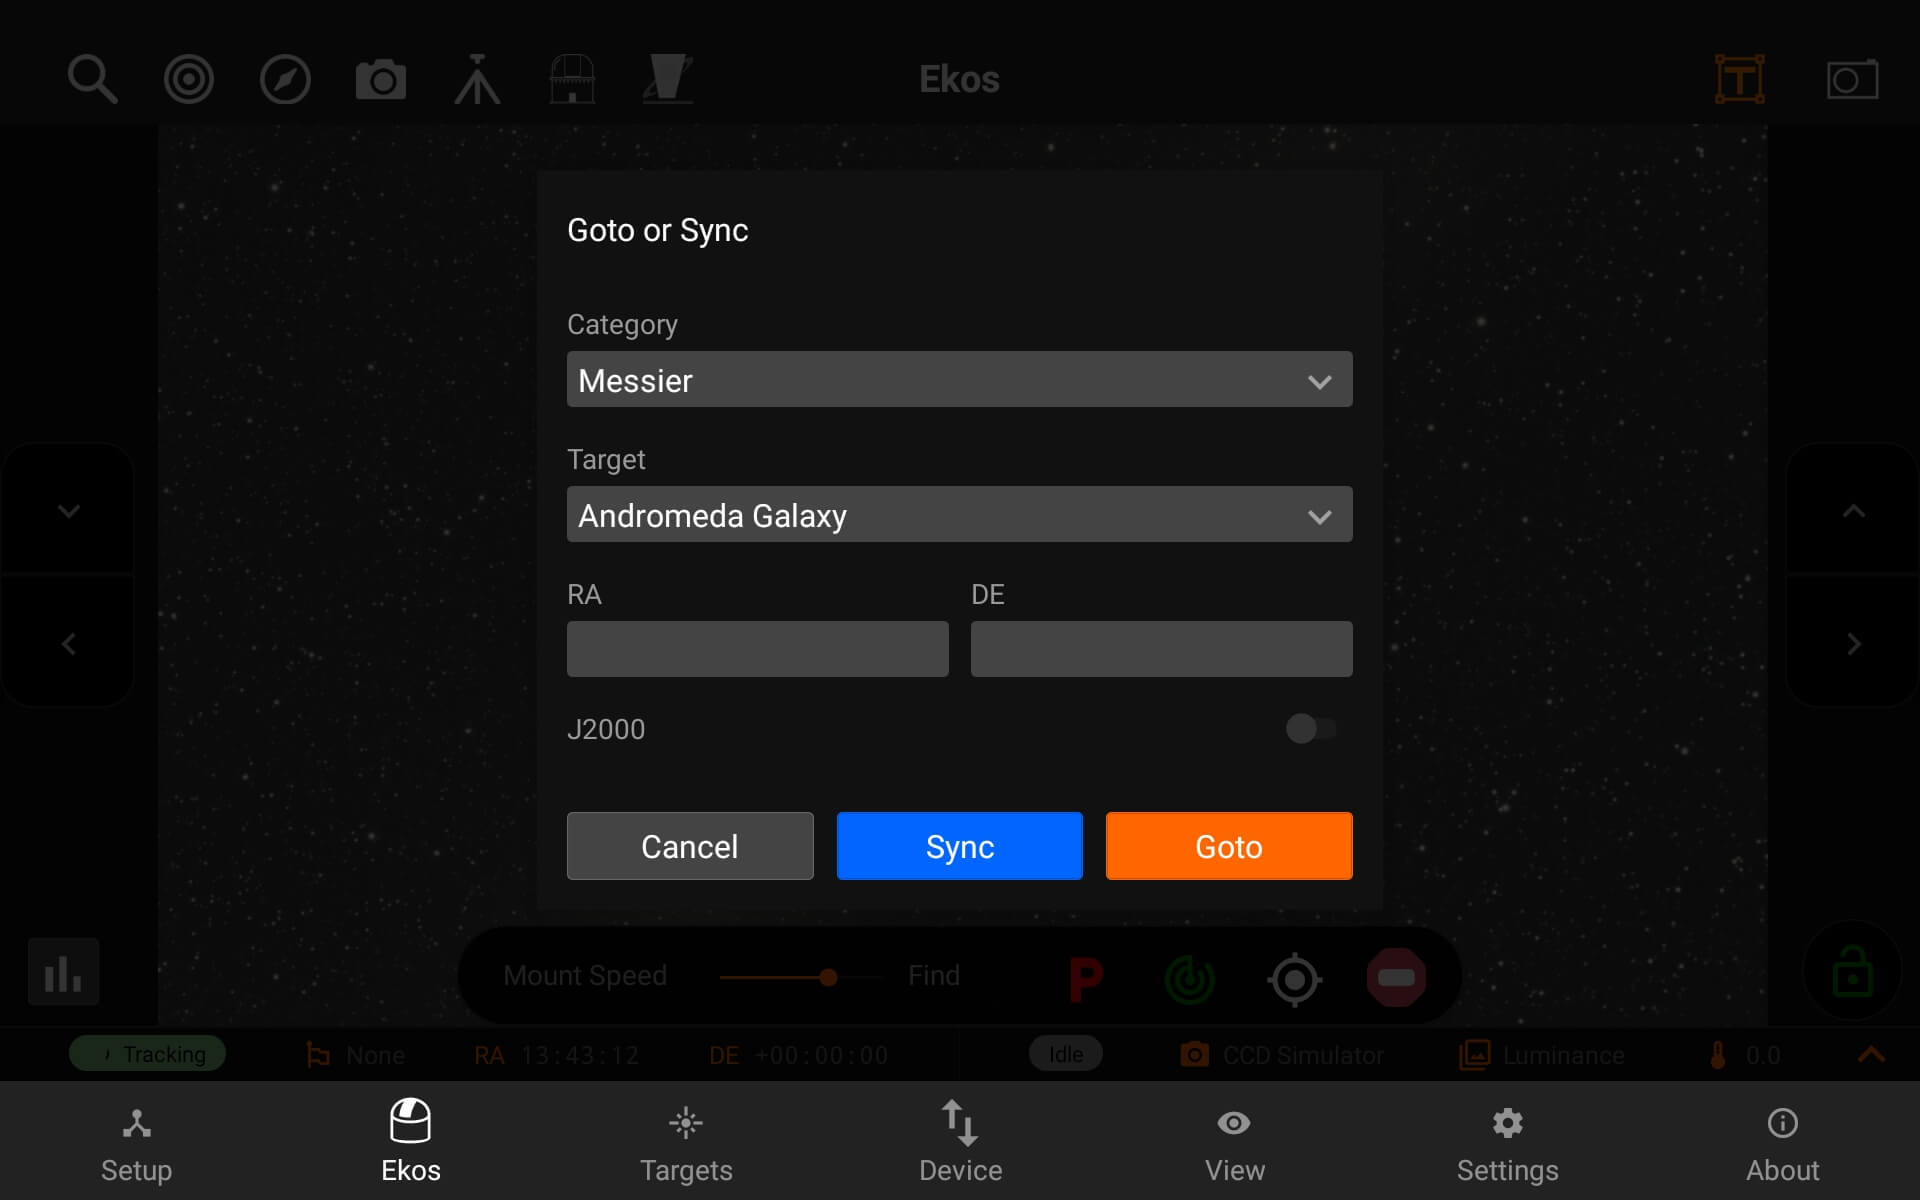 Ekos
Goto or Sync
Category
Messier
Target
Andromeda Galaxy
RA DE
J2000
Cancel Sync Goto
Mount Speed Find P
Tracking None RA 13:43:12 DE +00:00:00 Idle CCD Simulator Luminance 0.0
Setup Ekos Targets Device View Settings About